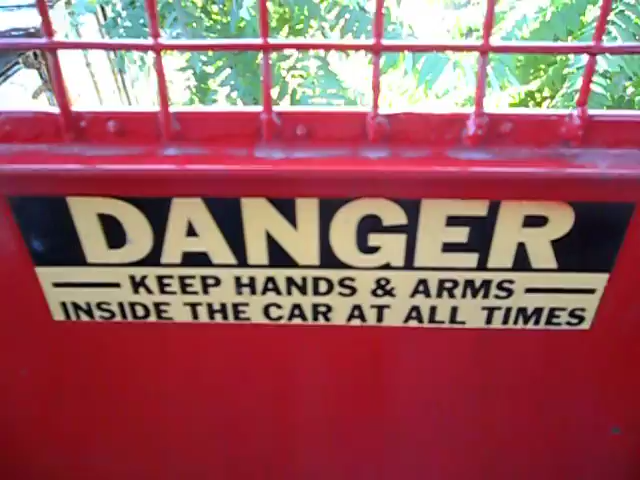 DANGER
KEEP HANDS & ARMS
INSIDE THE CAR AT ALL TIMES